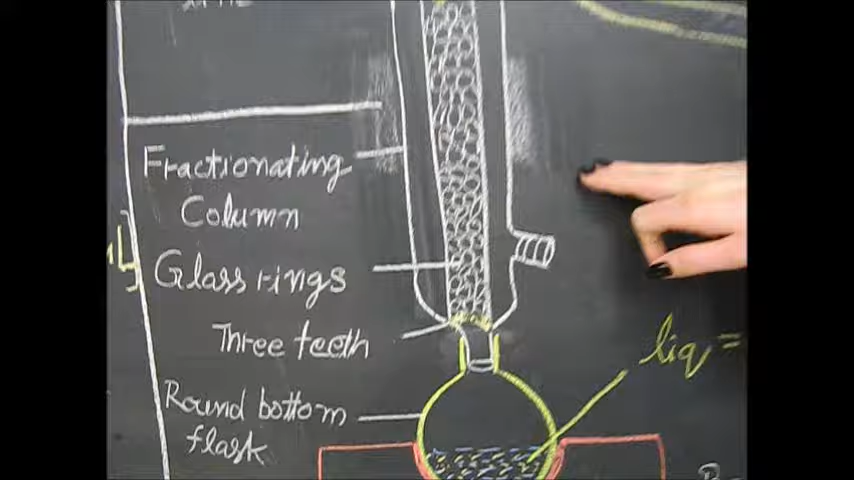 Fractionating
Column
Glass rings
Three teeth
Round bottom
flask
liq =